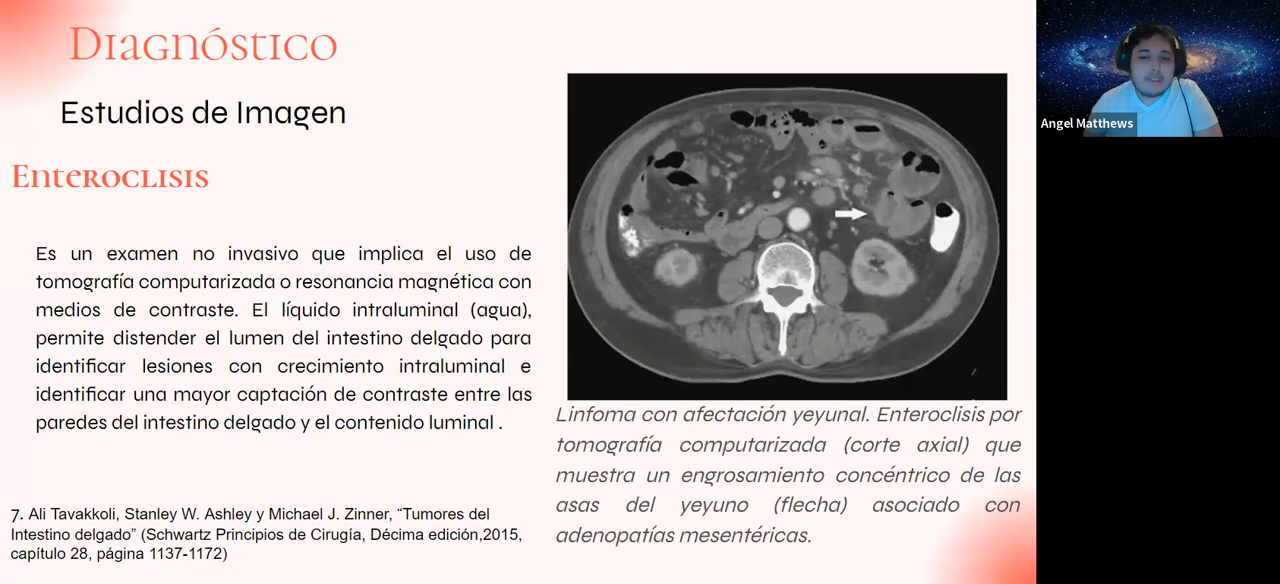 Diagnóstico
Estudios de Imagen
Enteroclisis
Es un examen no invasivo que implica el uso de
tomografía computarizada o resonancia magnética con
medios de contraste. El líquido intraluminal (agua),
permite distender el lumen del intestino delgado para
identificar lesiones con crecimiento intraluminal e
identificar una mayor captación de contraste entre las
paredes del intestino delgado y el contenido luminal .
7. Ali Tavakkoli, Stanley W. Ashley y Michael J. Zinner, “Tumores del
Intestino delgado” (Schwartz Principios de Cirugía, Décima edición,2015,
capítulo 28, página 1137-1172)
Linfoma con afectación yeyunal. Enteroclisis por
tomografía computarizada (corte axial) que
muestra un engrosamiento concéntrico de las
asas del yeyuno (flecha) asociado con
adenopatías mesentéricas.
Angel Matthews